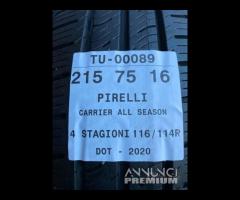 TU-00089
215 75 16
PIRELLI
CARRIER ALL SEASON
4 STAGIONI 116/114R
DOT - 2020
ANNUNCI
PREMIUM